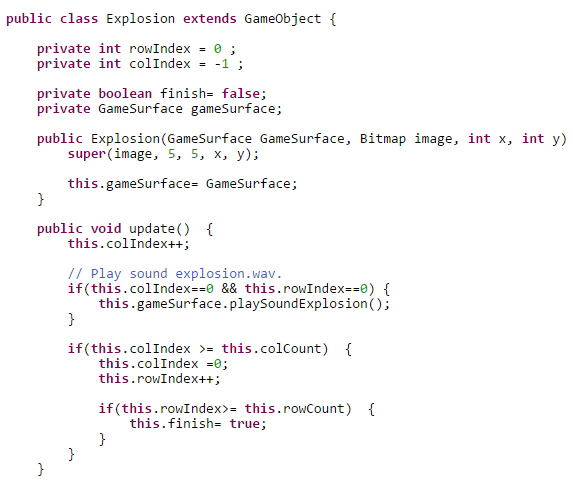 public class Explosion extends GameObject {
private int rowIndex = 0 ;
private int colIndex = -1 ;
private boolean finish= false;
private GameSurface gameSurface;
public Explosion(GameSurface GameSurface, Bitmap image, int x, int y)
super(image, 5, 5, x, y);
this.gameSurface= GameSurface;
}
public void update()  {
this.colIndex++;
// Play sound explosion.wav.
if(this.colIndex==0 && this.rowIndex==0) {
this.gameSurface.playSoundExplosion();
}
if(this.colIndex >= this.colCount)  {
this.colIndex =0;
this.rowIndex++;
if(this.rowIndex>= this.rowCount)  {
this.finish= true;
}
}
}